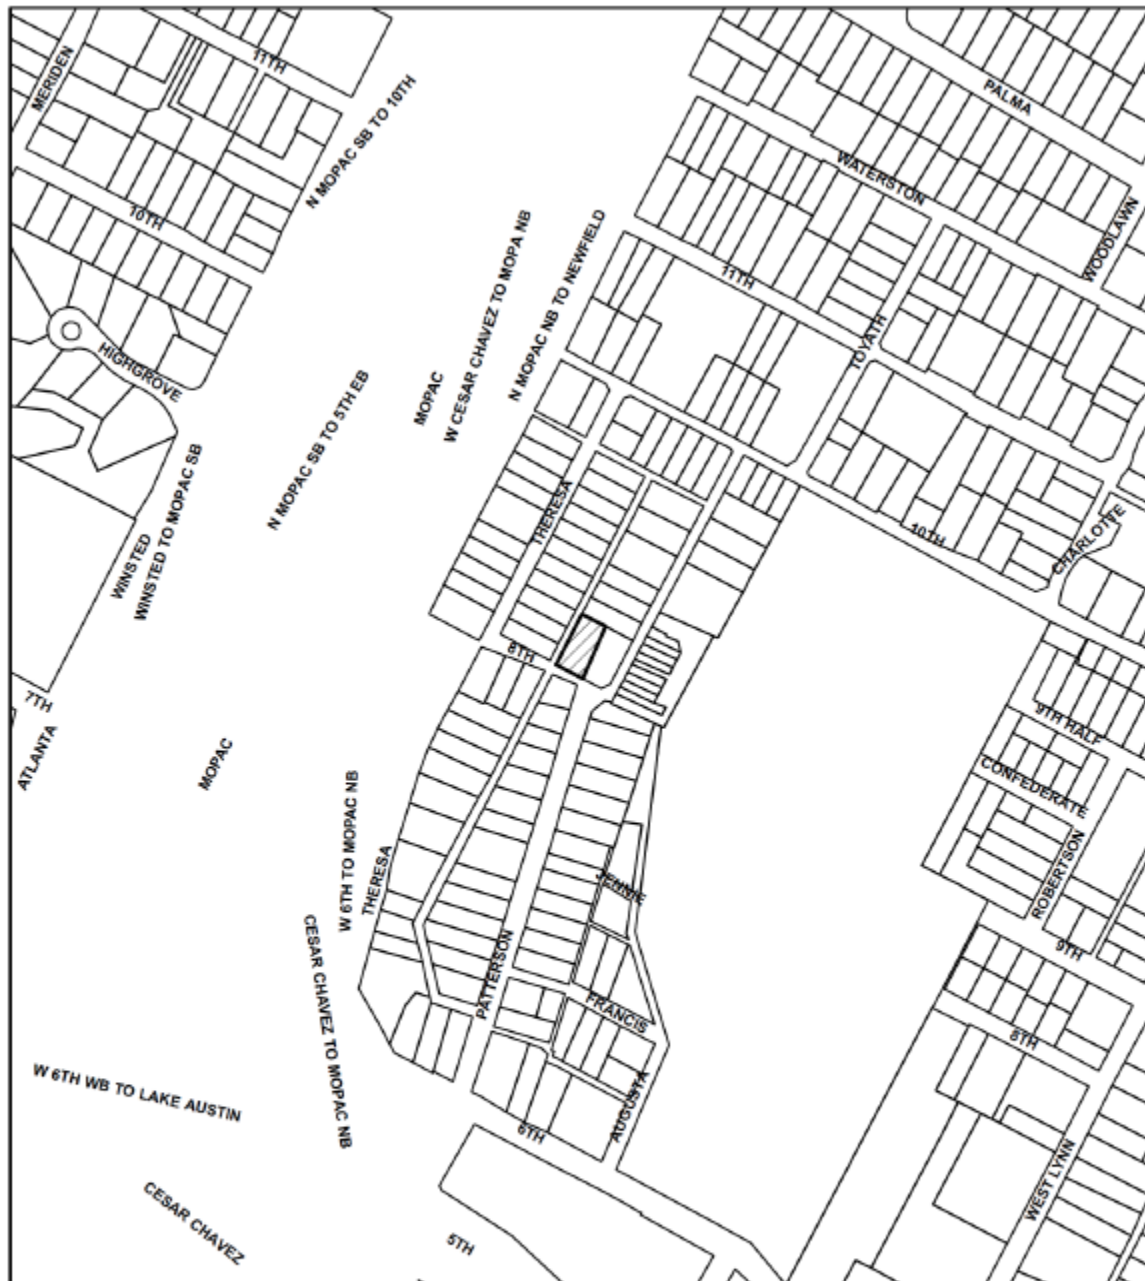 MERIDEN
11TH
PALMA
N MOPAC SB TO 10TH
WATERSTON
WOODLAWN
10TH
11TH
W CESAR CHAVEZ TO MOPA NB
N MOPAC NB TO NEWFIELD
TOYATH
HIGHGROVE
MOPAC
N MOPAC SB TO 5TH EB
THERESA
10TH
CHARLOTTE
WINSTED
WINSTED TO MOPAC SB
8TH
7TH
ATLANTA
MOPAC
9TH HALF
CONFEDERATE
W 6TH TO MOPAC NB
THERESA
JENNIE
ROBERTSON
CESAR CHAVEZ TO MOPAC NB
PATTERSON
9TH
FRANCIS
8TH
W 6TH WB TO LAKE AUSTIN
AUGUSTA
6TH
WEST LYNN
CESAR CHAVEZ
5TH